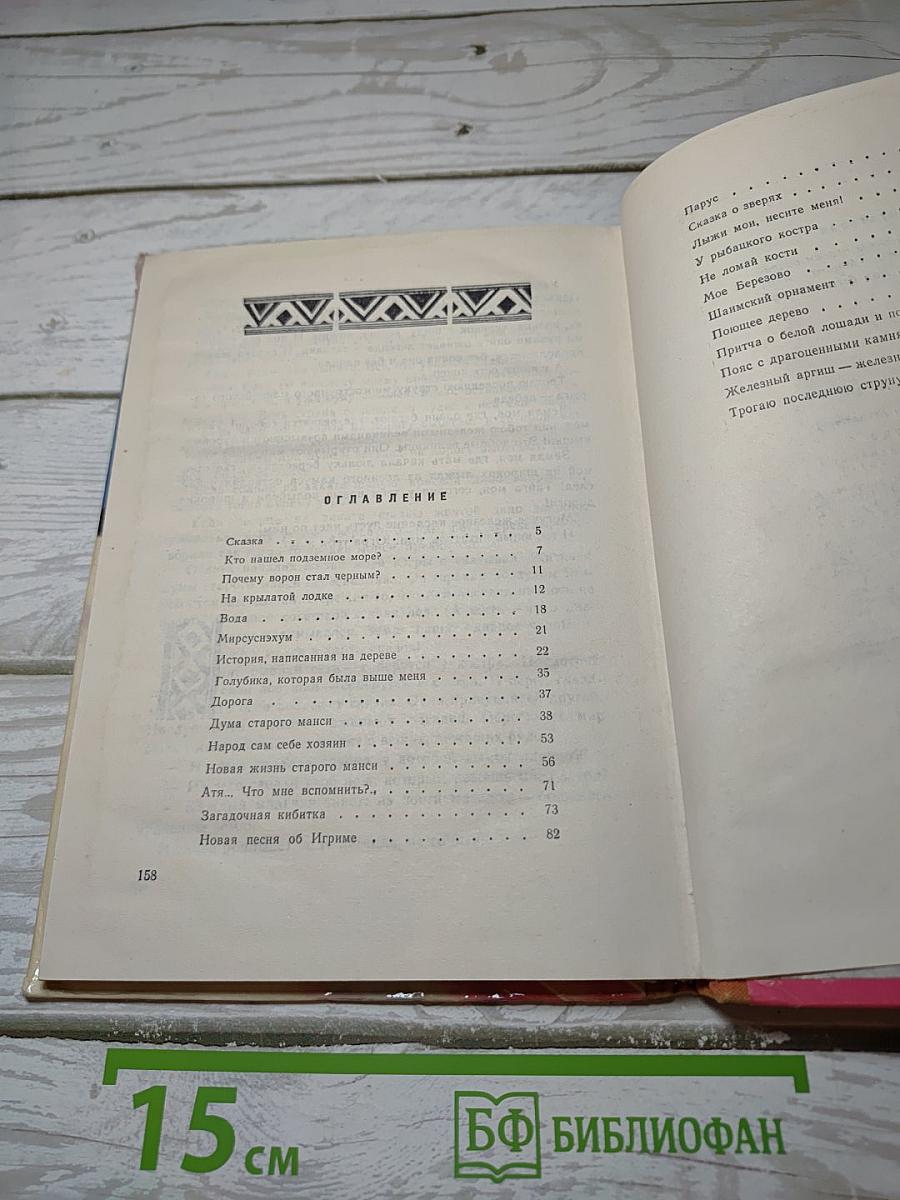 ОГЛАВЛЕНИЕ
Сказка . . . . . . . . . . . . . . . 5
Кто нашел подземное море? . . . . . . . . 7
Почему ворон стал черным? . . . . . . . . 11
На крылатой лодке . . . . . . . . . . . 12
Вода . . . . . . . . . . . . . . . . 18
Мирсуснэхум . . . . . . . . . . . . . 21
История, написанная на дереве . . . . . . . 22
Голубика, которая была выше меня . . . . . . 35
Дорога . . . . . . . . . . . . . . . 37
Дума старого манси . . . . . . . . . . . 38
Народ сам себе хозяин . . . . . . . . . . 53
Новая жизнь старого манси . . . . . . . . 56
Атя... Что мне вспомнить?.. . . . . . . . . 71
Загадочная кибитка . . . . . . . . . . . 73
Новая песня об Игриме . . . . . . . . . . 82
158
Парус . . . . . . . . .
Сказка о зверях . . . . . .
Лыжи мои, несите меня! . . .
У рыбацкого костра . . . .
Не ломай кости . . . . .
Мое Березово . . . . . .
Шаимский орнамент . . .
Поющее дерево . . . . .
Притча о белой лошади и
Пояс с драгоценными
Железный аргиш —
Трогаю последнюю
15 см
БФ БИБЛИОФАН